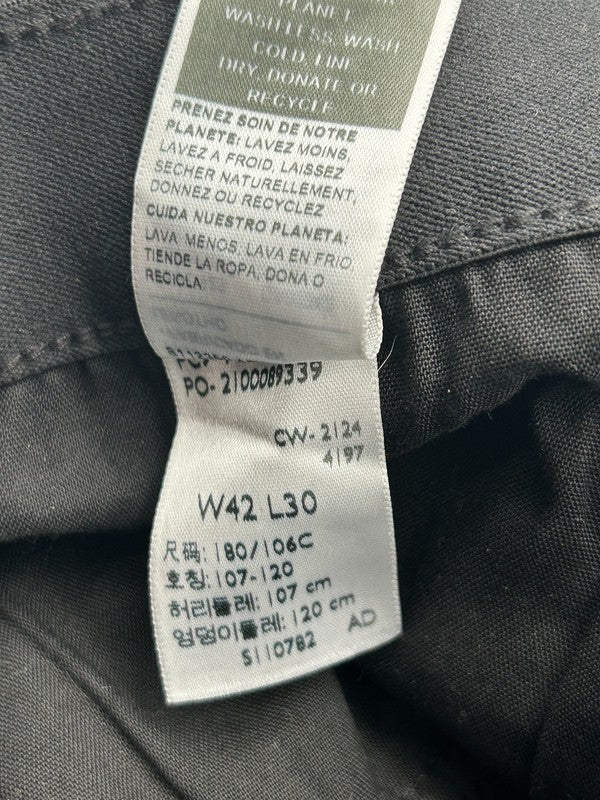 PLANET
WASH LESS, WASH
COLD, LINE
DRY, DONATE OR
RECYCLE
PRENEZ SOIN DE NOTRE
PLANETE: LAVEZ MOINS,
LAVEZ A FROID, LAISSEZ
SECHER NATURELLEMENT,
DONNEZ OU RECYCLEZ
CUIDA NUESTRO PLANETA:
LAVA MENOS, LAVA EN FRIO,
TIENDE LA ROPA, DONA O
RECICLA
PO-2100089339
CW-2124
4197
W42 L30
尺码: 180/106C
호칭: 107-120
허리둘레: 107 cm
엉덩이둘레: 120 cm
S110782 AD